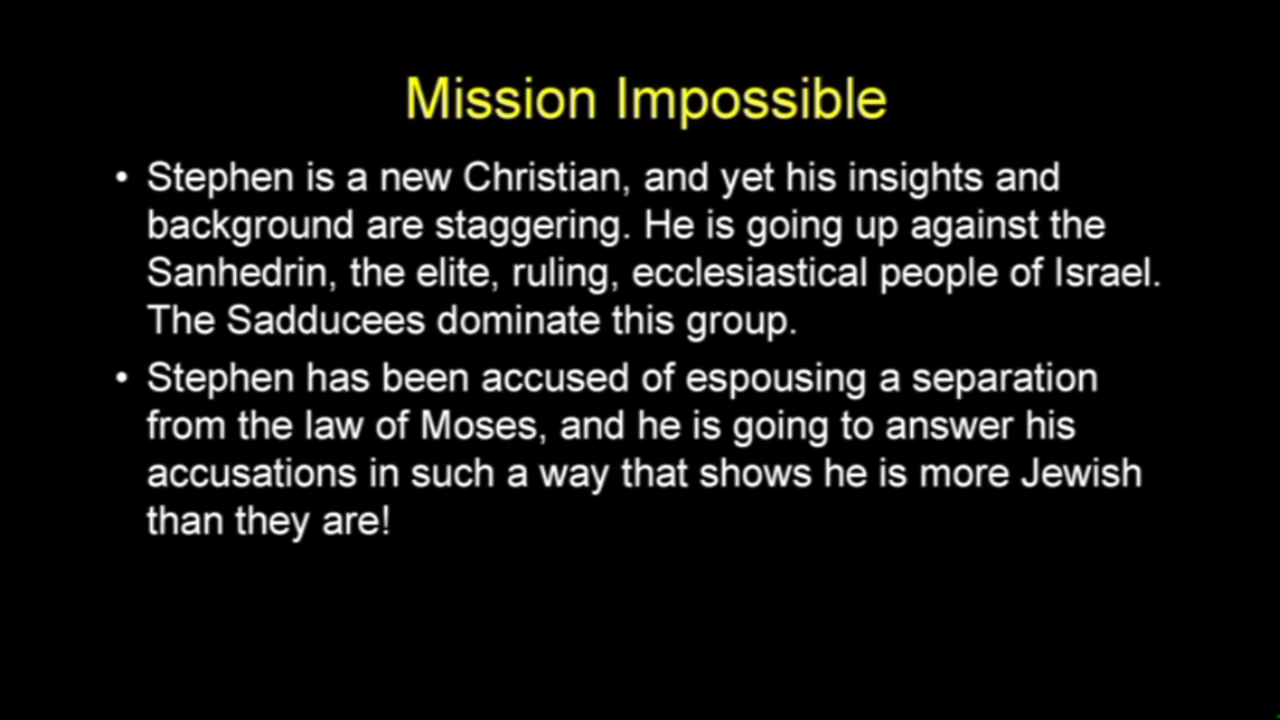 Mission Impossible
• Stephen is a new Christian, and yet his insights and
background are staggering. He is going up against the
Sanhedrin, the elite, ruling, ecclesiastical people of Israel.
The Sadducees dominate this group.
• Stephen has been accused of espousing a separation
from the law of Moses, and he is going to answer his
accusations in such a way that shows he is more Jewish
than they are!